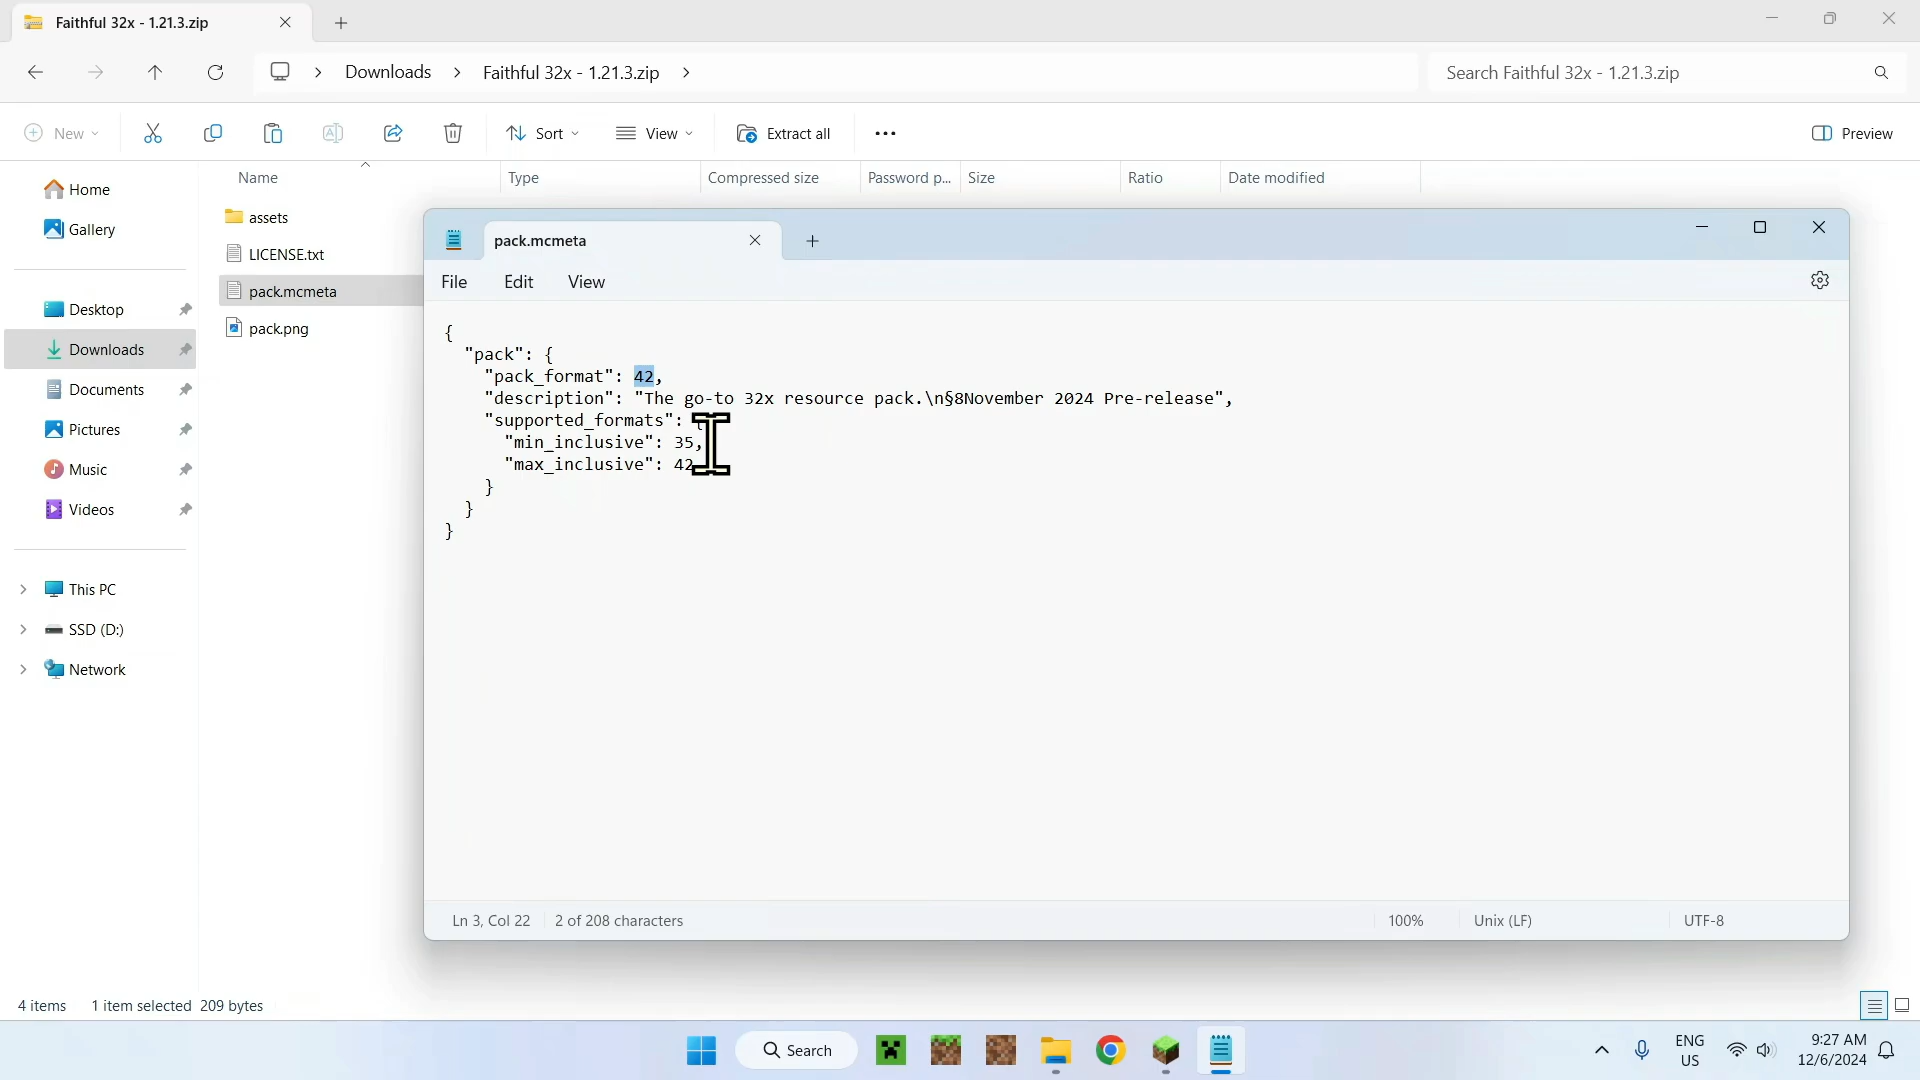 Faithful 32x - 1.21.3.zip
Downloads
Faithful 32x - 1.21.3.zip
Search Faithful 32x - 1.21.3.zip
New
Sort
View
Extract all
Preview
Name
Type
Compressed size
Password p...
Size
Ratio
Date modified
Home
Gallery
Desktop
Downloads
Documents
Pictures
Music
Videos
This PC
SSD (D:)
Network
assets
LICENSE.txt
pack.mcmeta
pack.png
pack.mcmeta
File
Edit
View
{
"pack": {
"pack_format": 42,
"description": "The go-to 32x resource pack.\n§8November 2024 Pre-release",
"supported_formats": {
"min_inclusive": 35,
"max_inclusive": 42
}
}
}
Ln 3, Col 22
2 of 208 characters
100%
Unix (LF)
UTF-8
4 items
1 item selected 209 bytes
Search
ENG
US
9:27 AM
12/6/2024